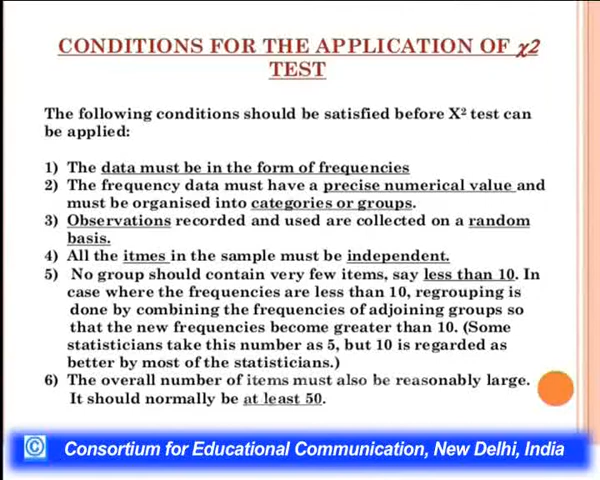 CONDITIONS FOR THE APPLICATION OF χ2
TEST
The following conditions should be satisfied before X² test can
be applied:
1) The data must be in the form of frequencies
2) The frequency data must have a precise numerical value and
must be organised into categories or groups.
3) Observations recorded and used are collected on a random
basis.
4) All the itmes in the sample must be independent.
5) No group should contain very few items, say less than 10. In
case where the frequencies are less than 10, regrouping is
done by combining the frequencies of adjoining groups so
that the new frequencies become greater than 10. (Some
statisticians take this number as 5, but 10 is regarded as
better by most of the statisticians.)
6) The overall number of items must also be reasonably large.
It should normally be at least 50.
© Consortium for Educational Communication, New Delhi, India